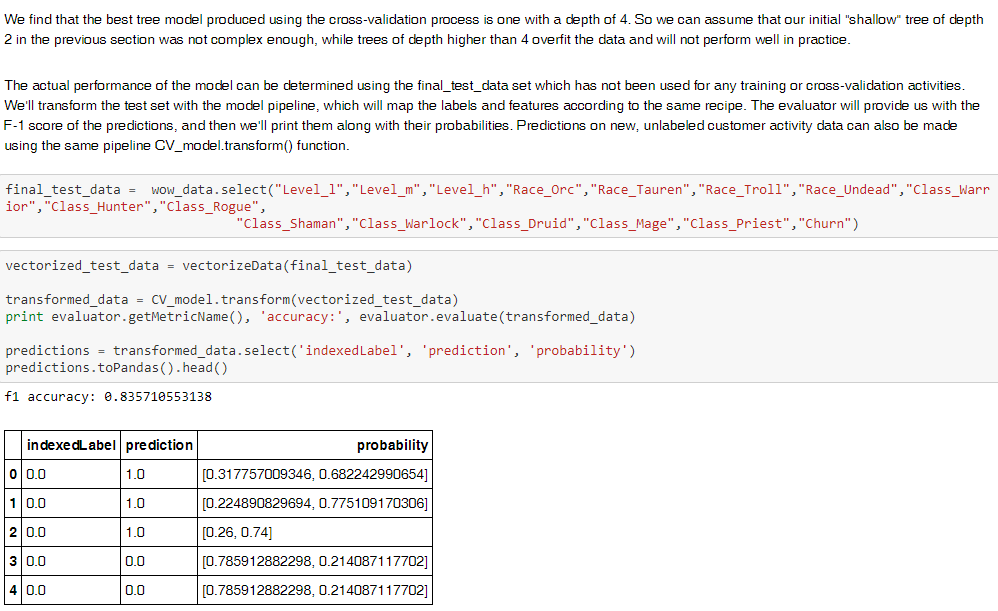 We find that the best tree model produced using the cross-validation process is one with a depth of 4. So we can assume that our initial "shallow" tree of depth
2 in the previous section was not complex enough, while trees of depth higher than 4 overfit the data and will not perform well in practice.
The actual performance of the model can be determined using the final_test_data set which has not been used for any training or cross-validation activities.
We'll transform the test set with the model pipeline, which will map the labels and features according to the same recipe. The evaluator will provide us with the
F-1 score of the predictions, and then we'll print them along with their probabilities. Predictions on new, unlabeled customer activity data can also be made
using the same pipeline CV_model.transform() function.
final_test_data =  wow_data.select("Level_l","Level_m","Level_h","Race_Orc","Race_Tauren","Race_Troll","Race_Undead","Class_Warr
ior","Class_Hunter","Class_Rogue",
"Class_Shaman","Class_Warlock","Class_Druid","Class_Mage","Class_Priest","Churn")
vectorized_test_data = vectorizeData(final_test_data)
transformed_data = CV_model.transform(vectorized_test_data)
print evaluator.getMetricName(), 'accuracy:', evaluator.evaluate(transformed_data)
predictions = transformed_data.select('indexedLabel', 'prediction', 'probability')
predictions.toPandas().head()
f1 accuracy: 0.835710553138
indexedLabel prediction probability
0 0.0 1.0 [0.317757009346, 0.682242990654]
1 0.0 1.0 [0.224890829694, 0.775109170306]
2 0.0 1.0 [0.26, 0.74]
3 0.0 0.0 [0.785912882298, 0.214087117702]
4 0.0 0.0 [0.785912882298, 0.214087117702]